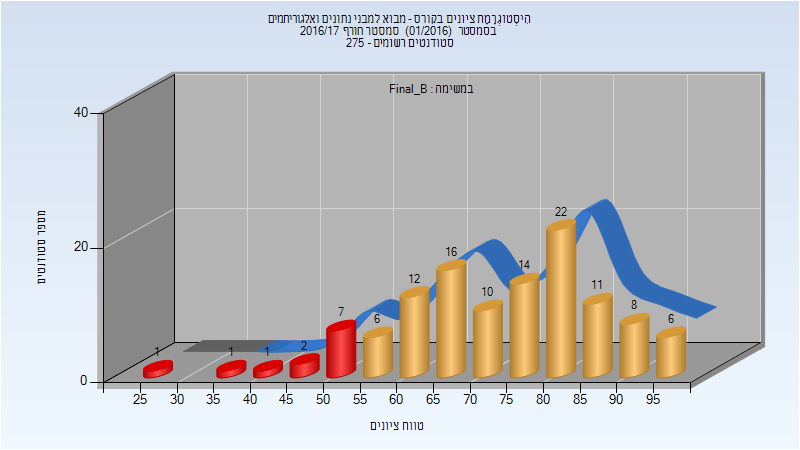 היסטוגרמת ציונים בקורס - מבוא למבני נתונים ואלגוריתמים
בסמסטר (01/2016) סמסטר חורף 2016/17
סטודנטים רשומים - 275
במשימה : Final_B
מספר סטודנטים
40
20
0
1
1
1
2
7
6
12
16
10
14
22
11
8
6
25 30 35 40 45 50 55 60 65 70 75 80 85 90 95
טווח ציונים